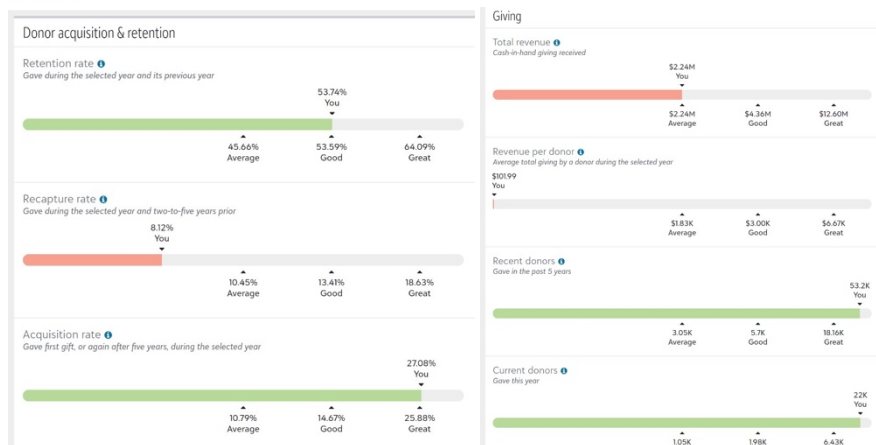 Donor acquisition & retention
Retention rate
Gave during the selected year and its previous year
53.74%
You
45.66% 53.59% 64.09%
Average Good Great
Recapture rate
Gave during the selected year and two-to-five years prior
8.12%
You
10.45% 13.41% 18.63%
Average Good Great
Acquisition rate
Gave first gift, or again after five years, during the selected year
27.08%
You
10.79% 14.67% 25.88%
Average Good Great
Giving
Total revenue
Cash-in-hand giving received
$2.24M
You
$2.24M $4.36M $12.60M
Average Good Great
Revenue per donor
Average total giving by a donor during the selected year
$101.99
You
$1.83K $3.00K $6.67K
Average Good Great
Recent donors
Gave in the past 5 years
53.2K
You
3.05K 5.7K 18.16K
Average Good Great
Current donors
Gave this year
22K
You
1.05K 1.98K 6.43K